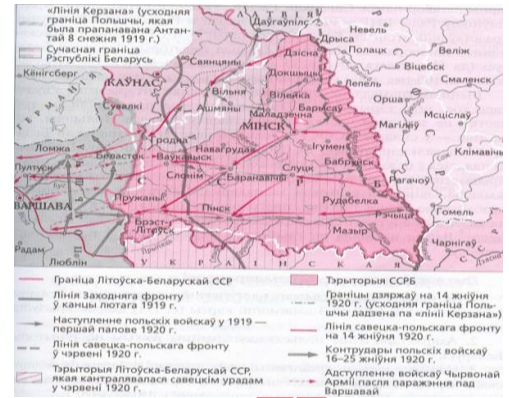 «Лінія Керзана» (усходняя
граніца Польшчы, якая
была прапанавана Антан-
тай 8 снежня 1919 г.)
Сучасная граніца
Рэспублікі Беларусь
ЛАТВІЯ
Даўгаўпілс
Невель
Дрыса
Полацк
Веліж
Дзісна
Віцебск
Свянцяны
Докшыцы
Лепель
Смаленск
Кёнігсберг
КАЎНАС
Вільня
Вілейка
Орша
ГЕРМАНІЯ
Сувалкі
Ашмяны
Маладзечна
Барысаў
Мсціслаў
МІНСК
Магілёў
Гродна
Ломжа
Навагрудак
Ігумен
Клімавічы
Беласток
Ваўкавыск
Бабруйск
Пултуск
Слонім
Слуцк
Баранавічы
Рагачоў
ВАРШАВА
Пружаны
Рудабелка
Гомель
Пінск
Рэчыца
Брэст-
Літоўск
Мазыр
Чарнігаў
Радам
Люблін
УКРАІНСКАЯ
Граніца Літоўска-Беларускай ССР
Лінія Заходняга фронту
ў канцы лютага 1919 г.
Наступленне польскіх войскаў у 1919 —
першай палове 1920 г.
Лінія савецка-польскага фронту
ў чэрвені 1920 г.
Тэрыторыя Літоўска-Беларускай ССР,
якая кантралявалася савецкім урадам
у чэрвені 1920 г.
Тэрыторыя ССРБ
Граніцы дзяржаў на 14 жніўня
1920 г. (усходняя граніца Поль-
шчы дадзена па «лініі Керзана»)
Лінія савецка-польскага фронту
на 14 жніўня 1920 г.
Контрудары польскіх войскаў
16–25 жніўня 1920 г.
Адступленне войскаў Чырвонай
Арміі пасля паражэння пад
Варшавай